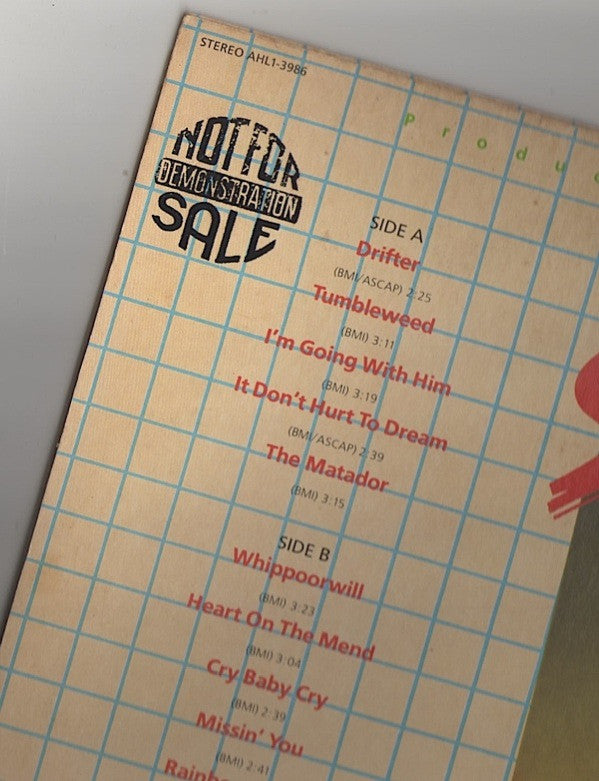 STEREO AHL1-3986
NOT FOR
DEMONSTRATION
SALE
Produ
SIDE A
Drifter
(BMI/ASCAP) 2:25
Tumbleweed
(BMI) 3:11
I'm Going With Him
(BMI) 3:19
It Don't Hurt To Dream
(BMI/ASCAP) 2:39
The Matador
(BMI) 3:15
SIDE B
Whippoorwill
(BMI) 3:23
Heart On The Mend
(BMI) 3:04
Cry Baby Cry
(BMI) 2:39
Missin' You
(BMI) 2:41
Rainbo